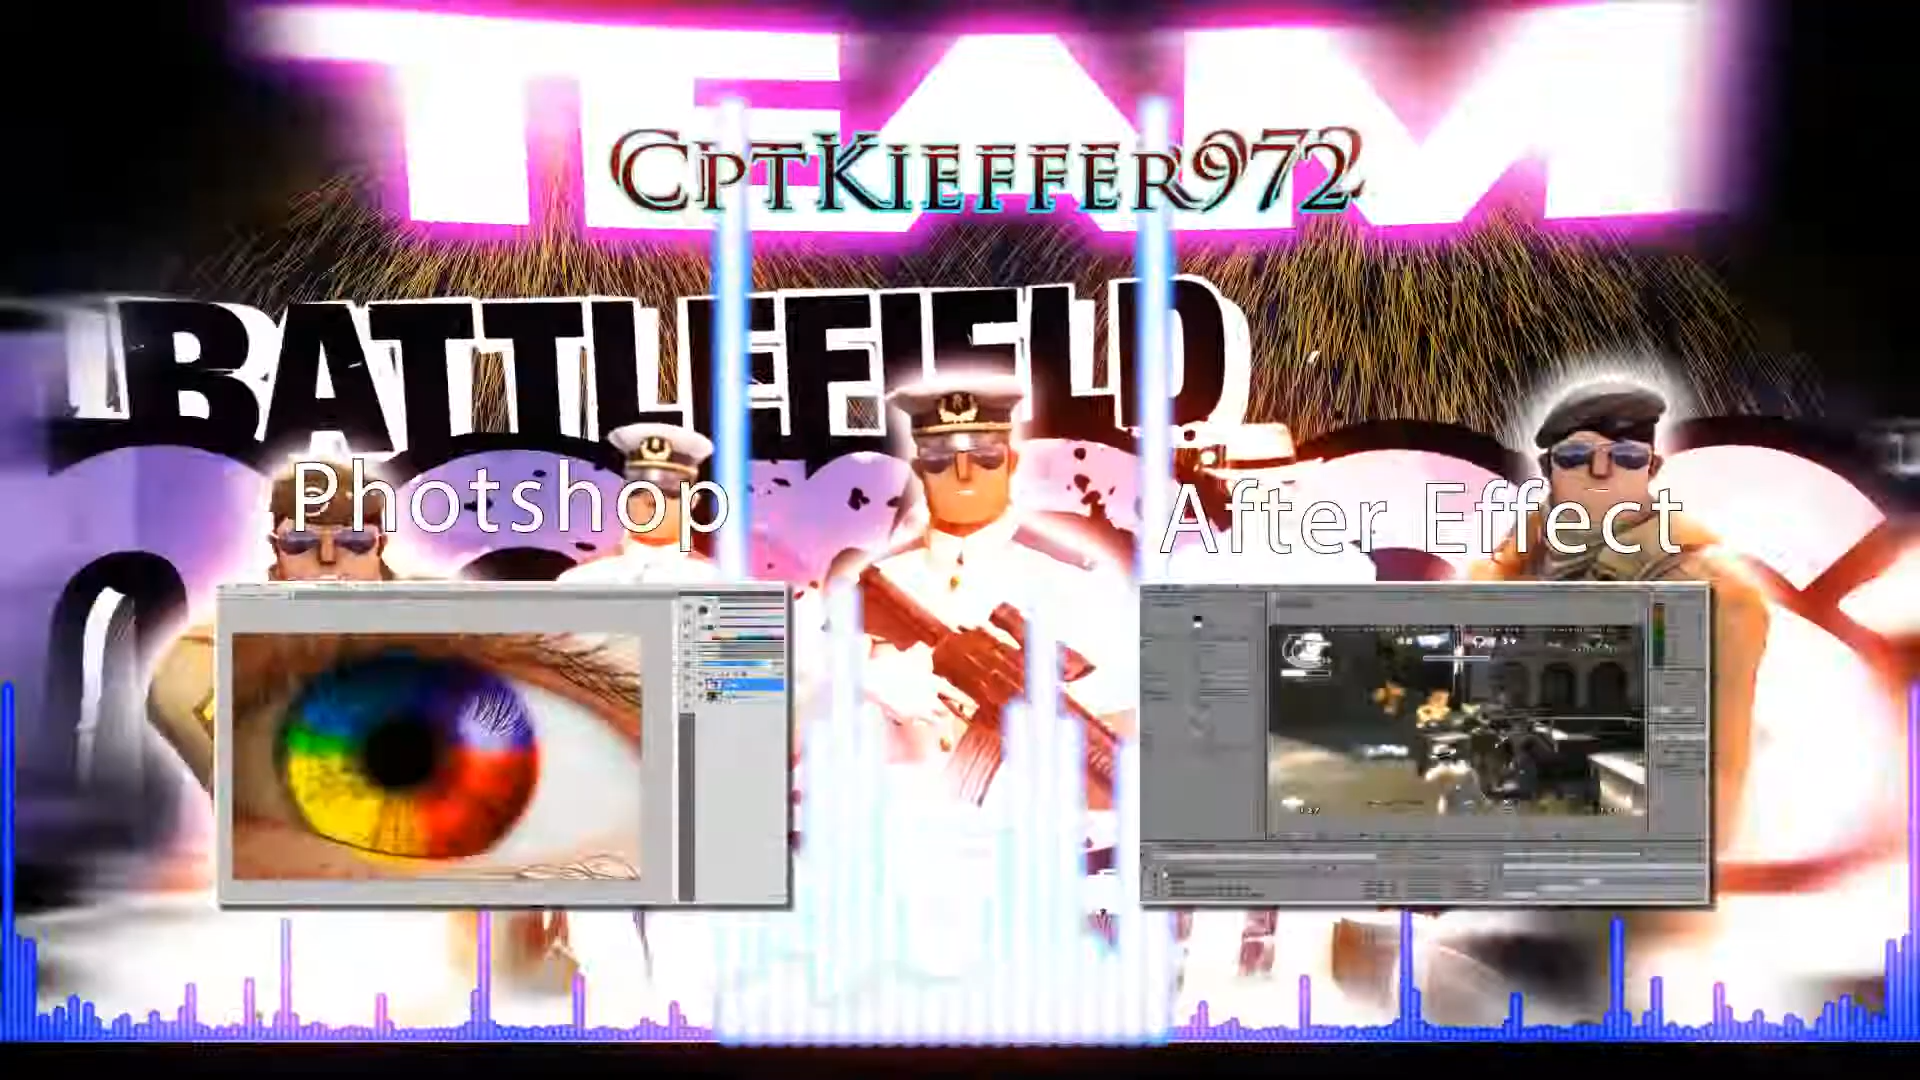 TEAM
CPTKIEFFER972
BATTLEFIELD
Photshop
After Effect